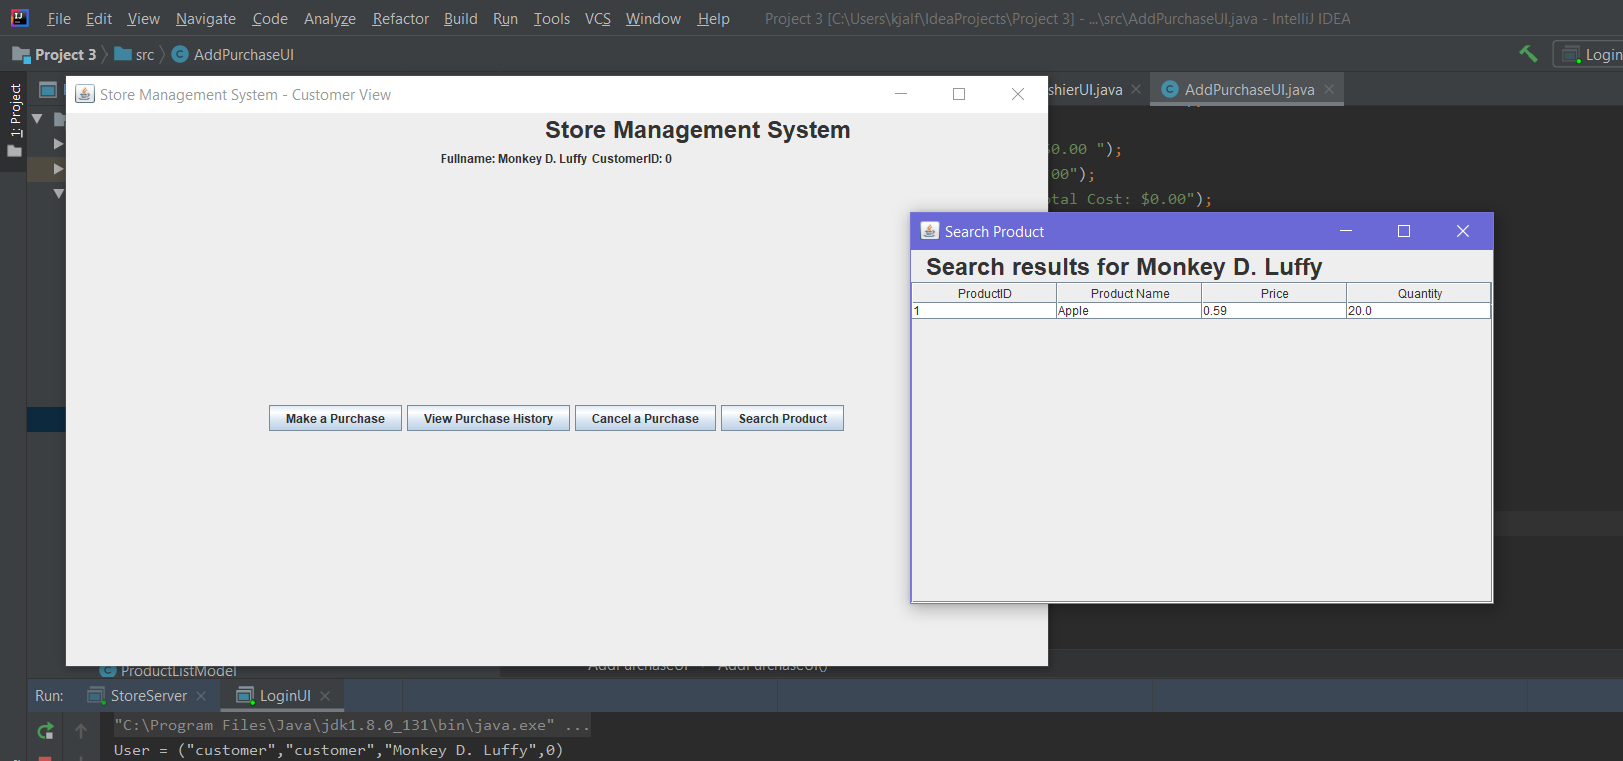 File Edit View Navigate Code Analyze Refactor Build Run Tools VCS Window Help Project 3 [C:\Users\kjalf\IdeaProjects\Project 3] - ...\src\AddPurchaseUI.java - IntelliJ IDEA
Project 3 src AddPurchaseUI Login
1: Project
Store Management System - Customer View
shierUI.java AddPurchaseUI.java
Store Management System
Fullname: Monkey D. Luffy CustomerID: 0
0.00 ");
00");
tal Cost: $0.00");
Search Product
Search results for Monkey D. Luffy
ProductID Product Name Price Quantity
1 Apple 0.59 20.0
Make a Purchase View Purchase History Cancel a Purchase Search Product
ProductListModel AddPurchaseUI AddPurchaseUI()
Run: StoreServer LoginUI
"C:\Program Files\Java\jdk1.8.0_131\bin\java.exe" ...
User = ("customer","customer","Monkey D. Luffy",0)